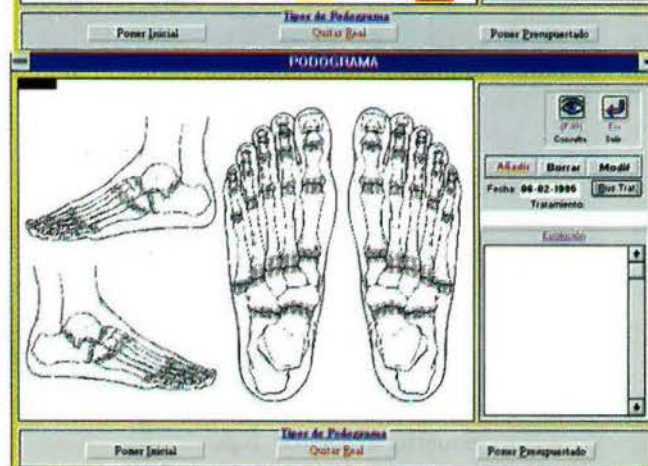 Tipos de Podograma
Poner Inicial Quitar Real Poner Presupuestado
PODOGRAMA
Consulta Salir
Añadir Borrar Modif
Fecha: 06-02-1996 Bus Trat.
Tratamiento:
Evolución
Tipos de Podograma
Poner Inicial Quitar Real Poner Presupuestado